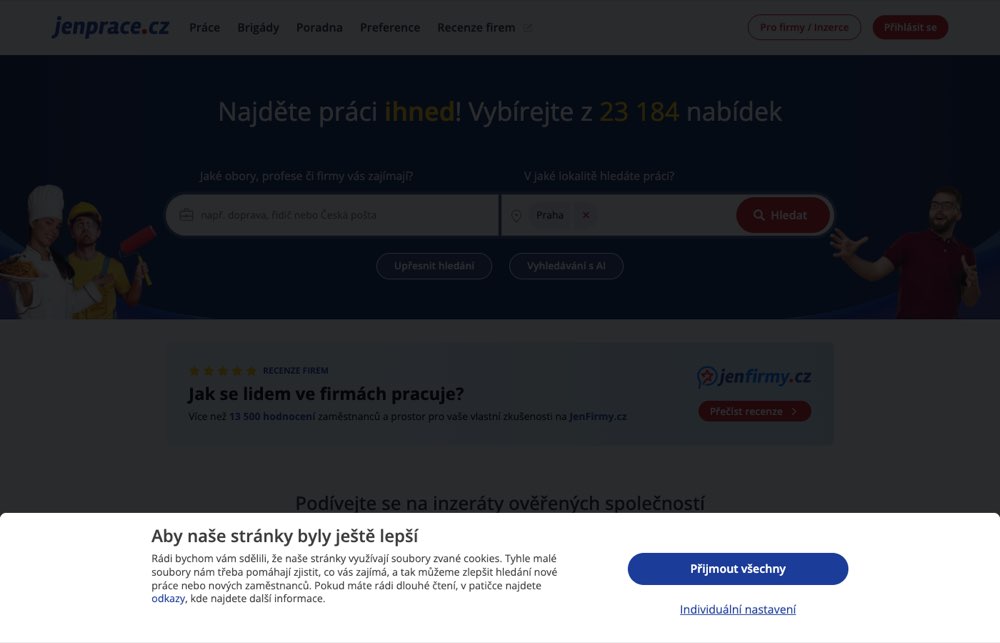 jenprace.cz Práce Brigády Poradna Preference Recenze firem Pro firmy / Inzerce Přihlásit se
Najděte práci ihned! Vybírejte z 23 184 nabídek
Jaké obory, profese či firmy vás zajímají? V jaké lokalitě hledáte práci?
např. doprava, řidič nebo Česká pošta Praha × Hledat
Upřesnit hledání Vyhledávání s AI
RECENZE FIREM
Jak se lidem ve firmách pracuje?
Více než 13 500 hodnocení zaměstnanců a prostor pro vaše vlastní zkušenosti na JenFirmy.cz
jenfirmy.cz
Přečíst recenze
Podívejte se na inzeráty ověřených společností
Aby naše stránky byly ještě lepší
Rádi bychom vám sdělili, že naše stránky využívají soubory zvané cookies. Tyhle malé
soubory nám třeba pomáhají zjistit, co vás zajímá, a tak můžeme zlepšit hledání nové
práce nebo nových zaměstnanců. Pokud máte rádi dlouhé čtení, v patičce najdete
odkazy, kde najdete další informace.
Přijmout všechny
Individuální nastavení